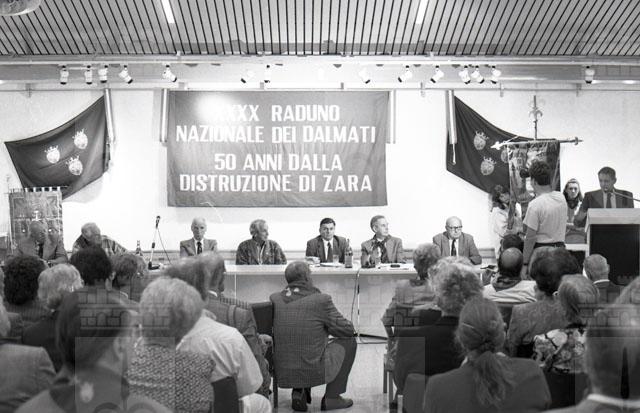 XXXX RADUNO
NAZIONALE DEI DALMATI
50 ANNI DALLA
DISTRUZIONE DI ZARA